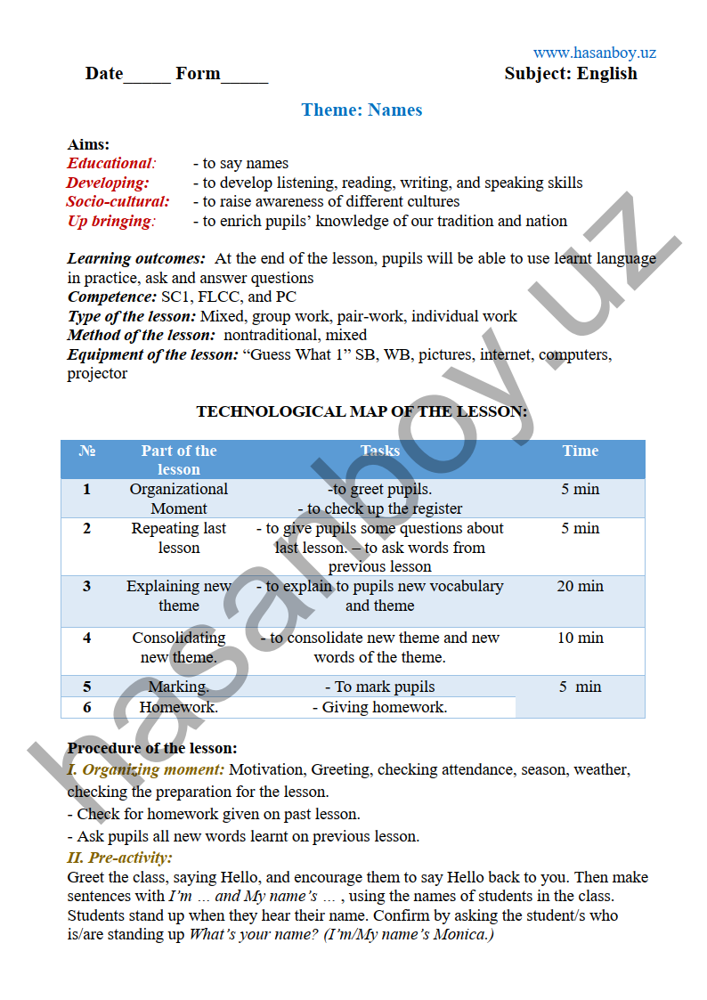 www.hasanboy.uz
Date_____ Form_____ Subject: English
Theme: Names
Aims:
Educational: - to say names
Developing: - to develop listening, reading, writing, and speaking skills
Socio-cultural: - to raise awareness of different cultures
Up bringing: - to enrich pupils’ knowledge of our tradition and nation
Learning outcomes: At the end of the lesson, pupils will be able to use learnt language
in practice, ask and answer questions
Competence: SC1, FLCC, and PC
Type of the lesson: Mixed, group work, pair-work, individual work
Method of the lesson: nontraditional, mixed
Equipment of the lesson: “Guess What 1” SB, WB, pictures, internet, computers,
projector
TECHNOLOGICAL MAP OF THE LESSON:
№ Part of the Tasks Time
lesson
1 Organizational -to greet pupils. 5 min
Moment - to check up the register
2 Repeating last - to give pupils some questions about 5 min
lesson last lesson. – to ask words from
previous lesson
3 Explaining new - to explain to pupils new vocabulary 20 min
theme and theme
4 Consolidating - to consolidate new theme and new 10 min
new theme. words of the theme.
5 Marking. - To mark pupils 5 min
6 Homework. - Giving homework.
Procedure of the lesson:
I. Organizing moment: Motivation, Greeting, checking attendance, season, weather,
checking the preparation for the lesson.
- Check for homework given on past lesson.
- Ask pupils all new words learnt on previous lesson.
II. Pre-activity:
Greet the class, saying Hello, and encourage them to say Hello back to you. Then make
sentences with I’m … and My name’s … , using the names of students in the class.
Students stand up when they hear their name. Confirm by asking the student/s who
is/are standing up What’s your name? (I’m/My name’s Monica.)
hasanboy.uz